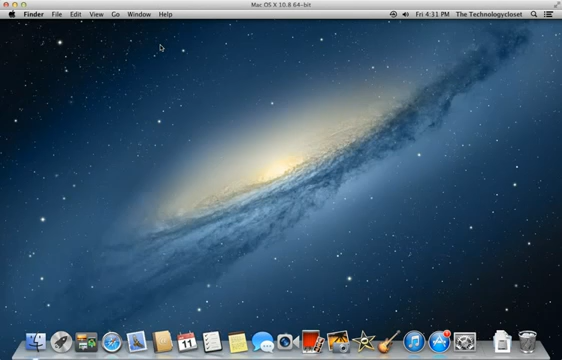 Mac OS X 10.8 64-bit
Finder File Edit View Go Window Help Fri 4:31 PM The Technologycloset
11